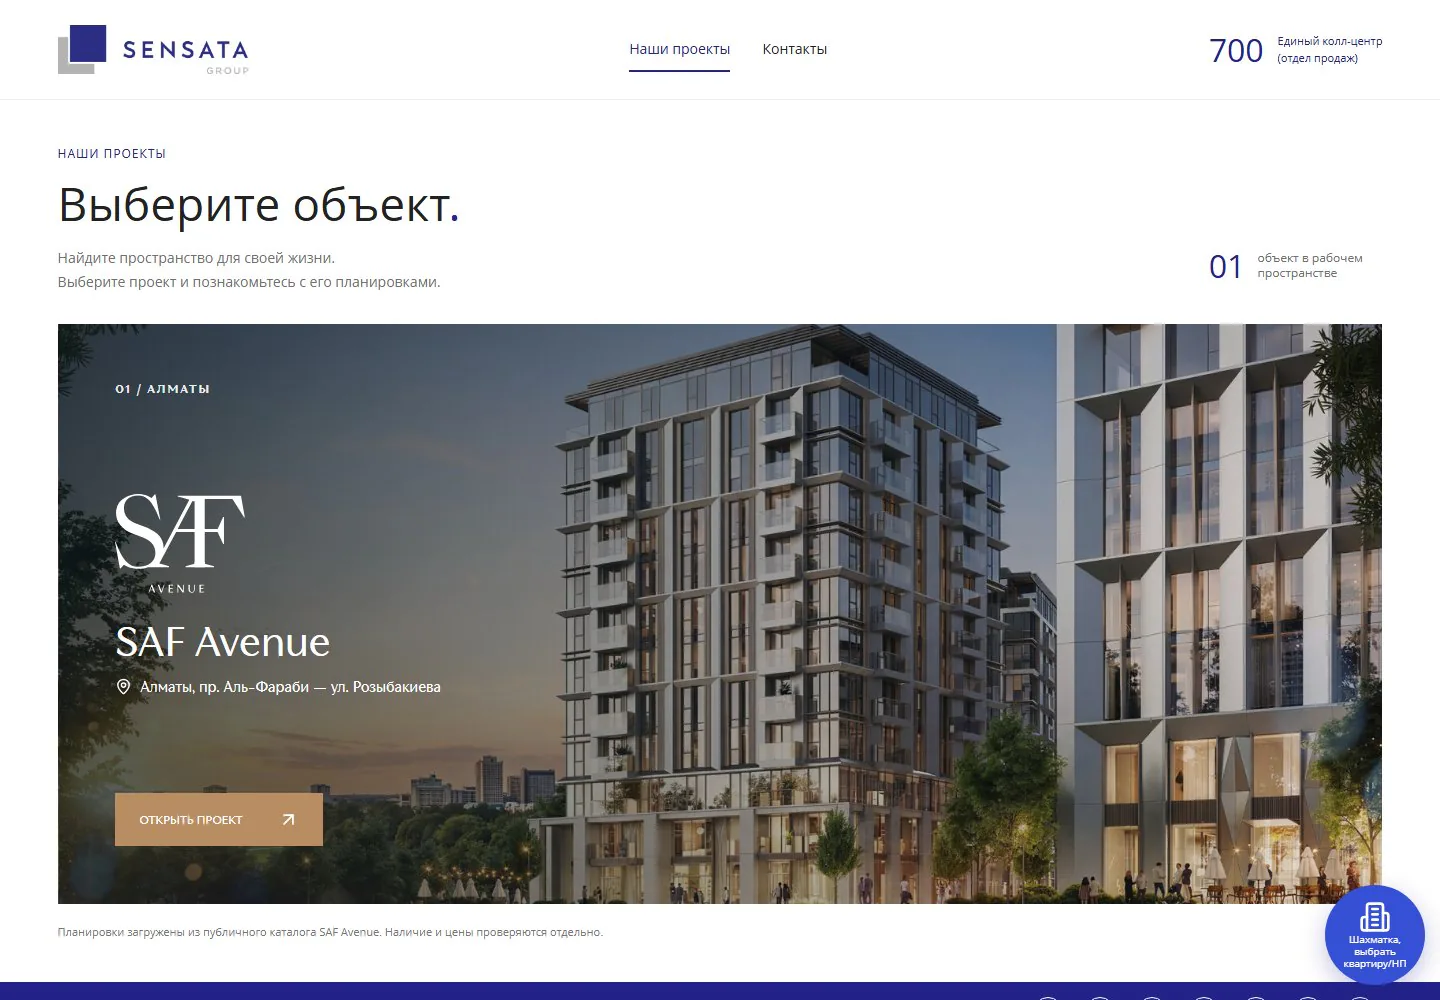 SENSATA
GROUP
Наши проекты
Контакты
700
Единый колл-центр
(отдел продаж)
НАШИ ПРОЕКТЫ
Выберите объект.
Найдите пространство для своей жизни.
Выберите проект и познакомьтесь с его планировками.
01
объект в рабочем
пространстве
01 / АЛМАТЫ
SAF
AVENUE
SAF Avenue
Алматы, пр. Аль-Фараби — ул. Розыбакиева
ОТКРЫТЬ ПРОЕКТ
Планировки загружены из публичного каталога SAF Avenue. Наличие и цены проверяются отдельно.
Шахматка,
выбрать
квартиру/НП